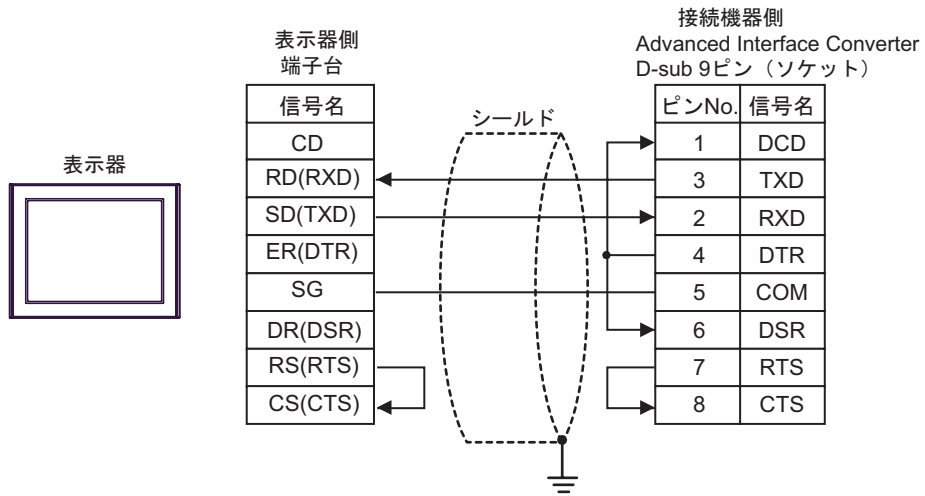 表示器
表示器側
端子台
信号名
CD
RD(RXD)
SD(TXD)
ER(DTR)
SG
DR(DSR)
RS(RTS)
CS(CTS)
シールド
接続機器側
Advanced Interface Converter
D-sub 9ピン（ソケット）
ピンNo. 信号名
1 DCD
3 TXD
2 RXD
4 DTR
5 COM
6 DSR
7 RTS
8 CTS